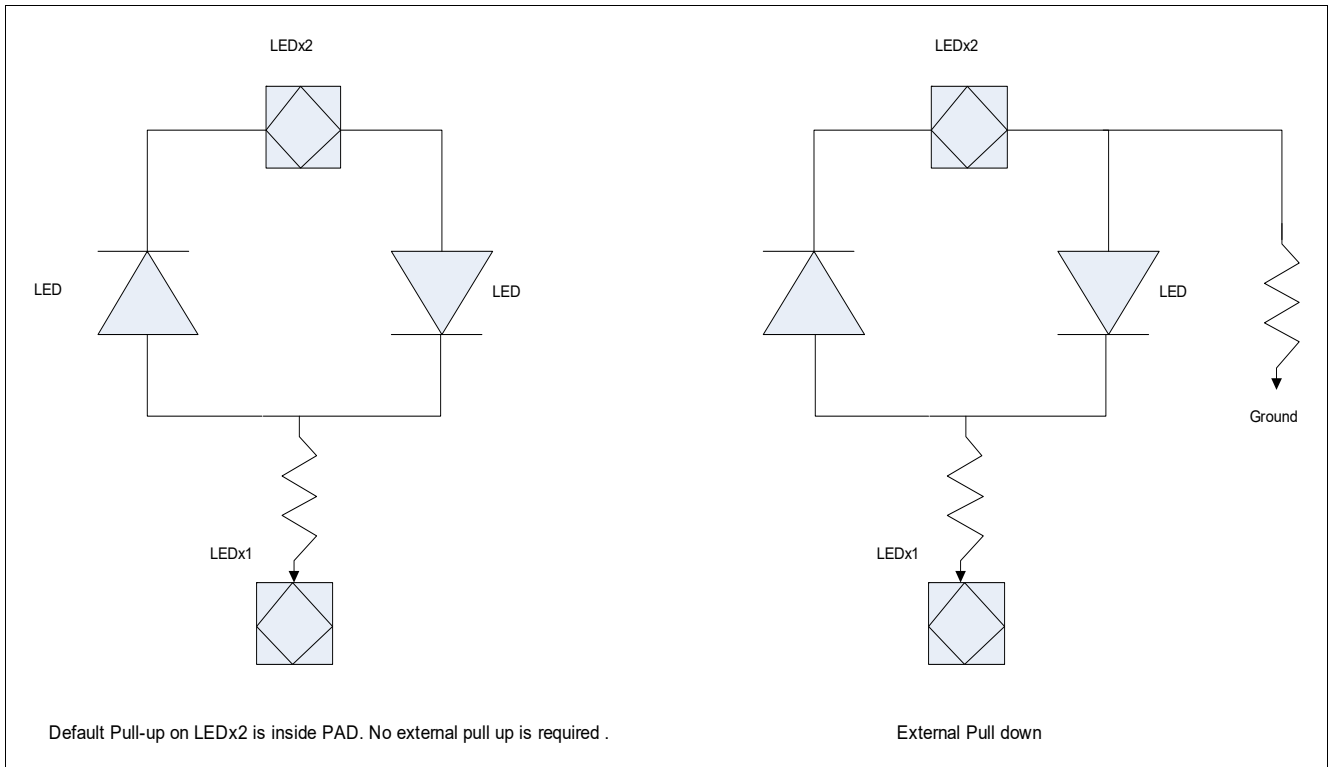 LEDx2
LEDx2
LED
LED
LED
Ground
LEDx1
LEDx1
Default Pull-up on LEDx2 is inside PAD. No external pull up is required .
External Pull down